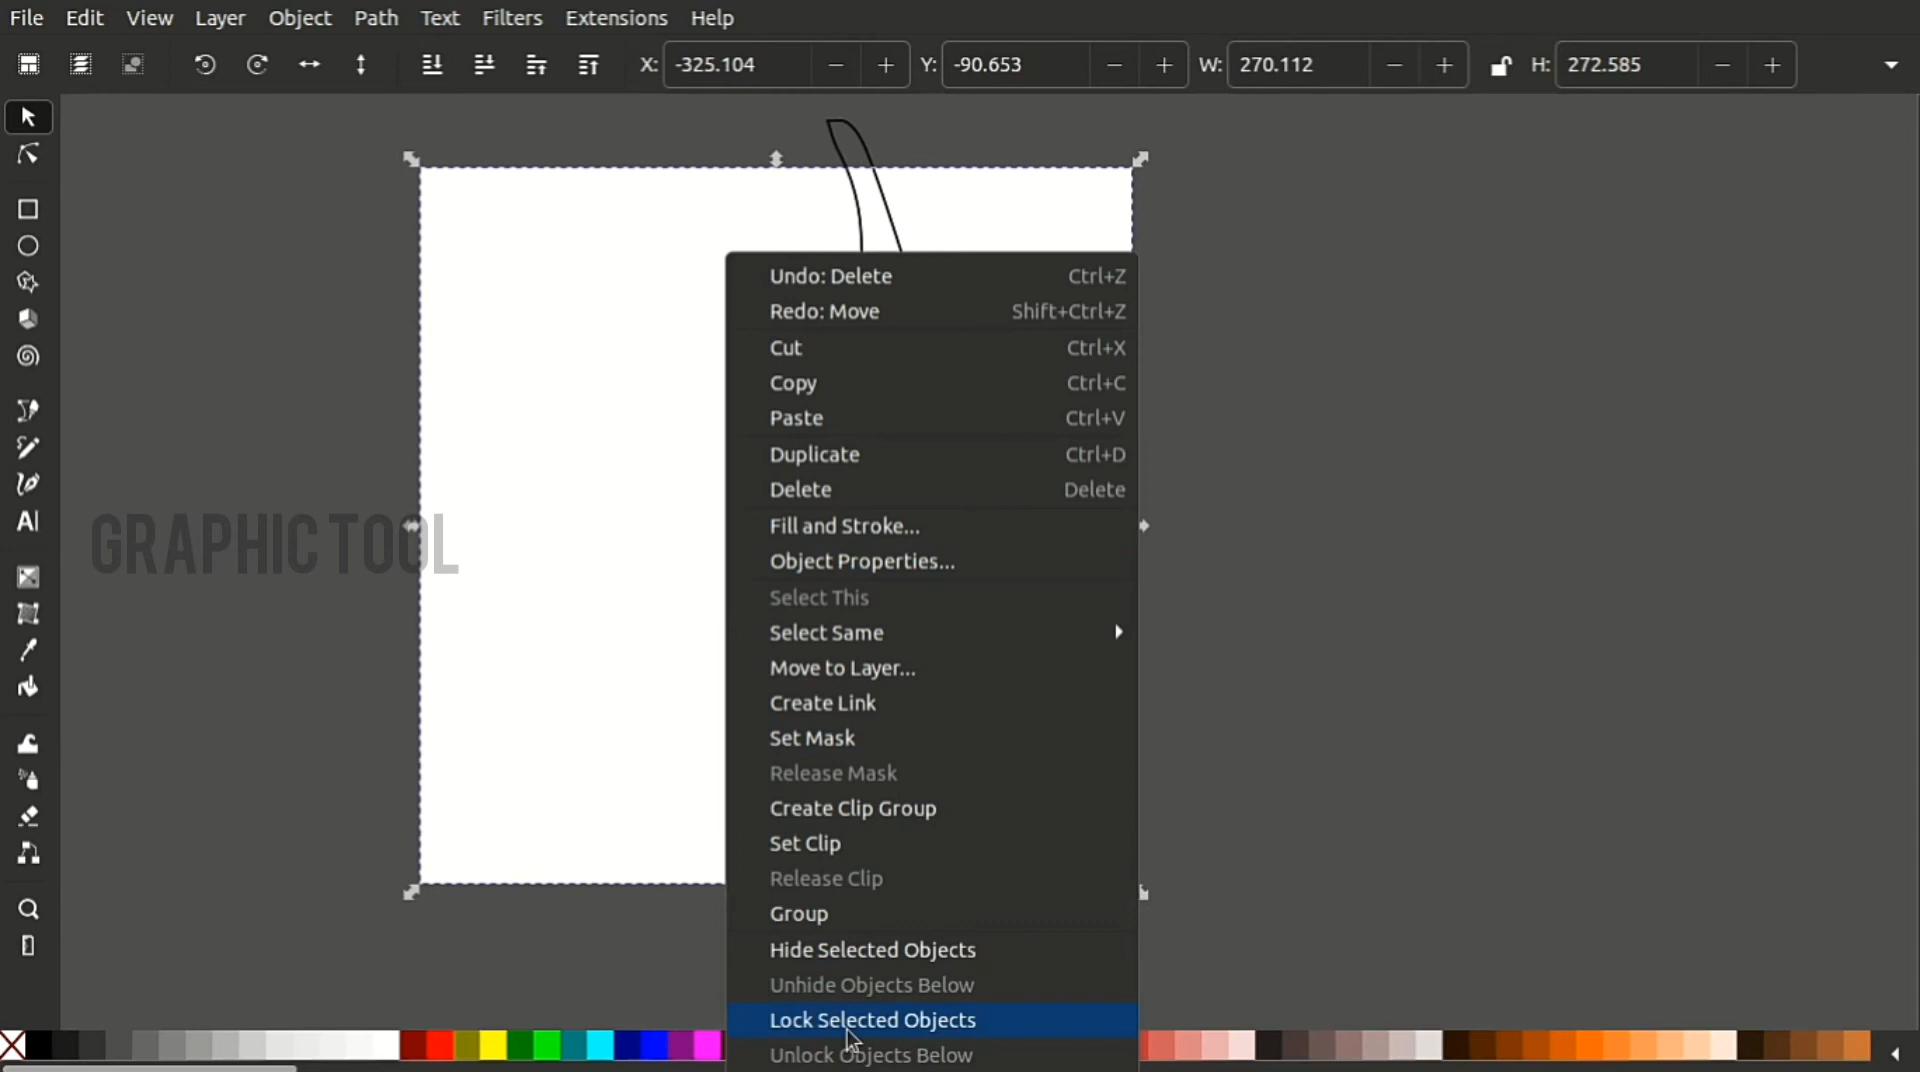 File Edit View Layer Object Path Text Filters Extensions Help
X: -325.104 − + Y: -90.653 − + W: 270.112 − + H: 272.585 − +
Undo: Delete Ctrl+Z
Redo: Move Shift+Ctrl+Z
Cut Ctrl+X
Copy Ctrl+C
Paste Ctrl+V
Duplicate Ctrl+D
Delete Delete
GRAPHIC TOOL
Fill and Stroke...
Object Properties...
Select This
Select Same
Move to Layer...
Create Link
Set Mask
Release Mask
Create Clip Group
Set Clip
Release Clip
Group
Hide Selected Objects
Unhide Objects Below
Lock Selected Objects
Unlock Objects Below